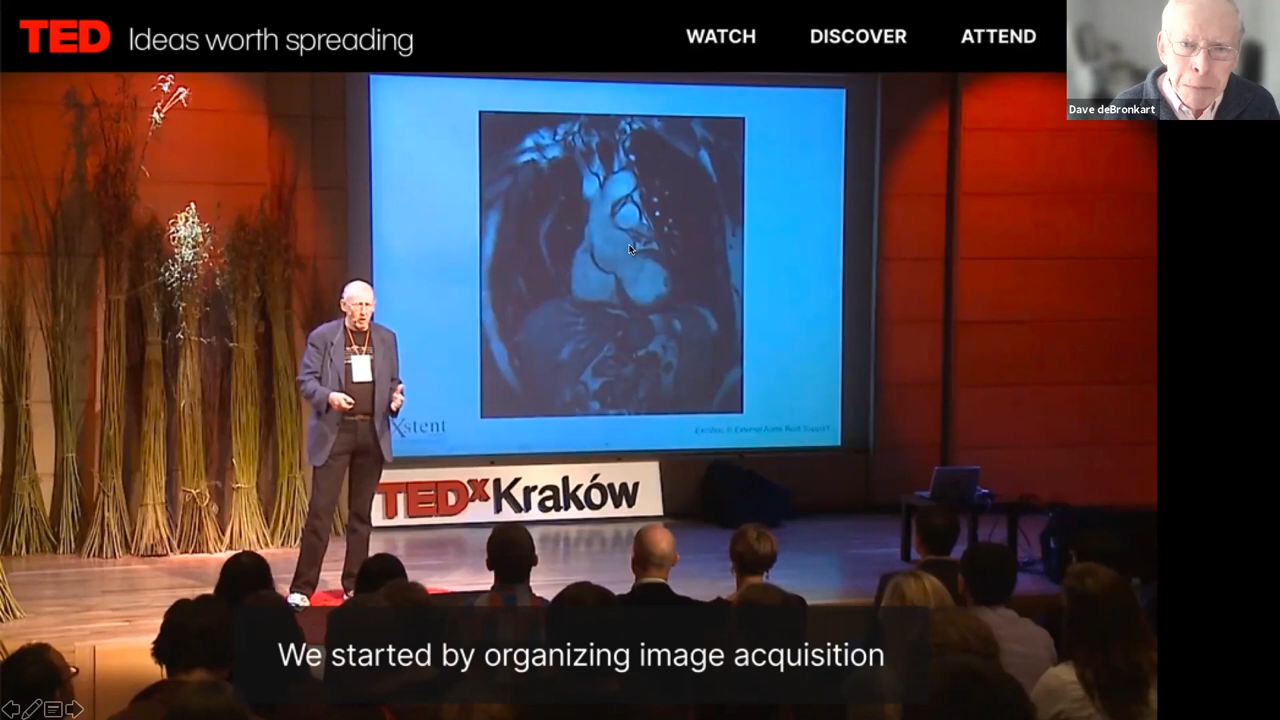 TED Ideas worth spreading
WATCH DISCOVER ATTEND
Dave deBronkart
Xstent
TEDxKraków
We started by organizing image acquisition